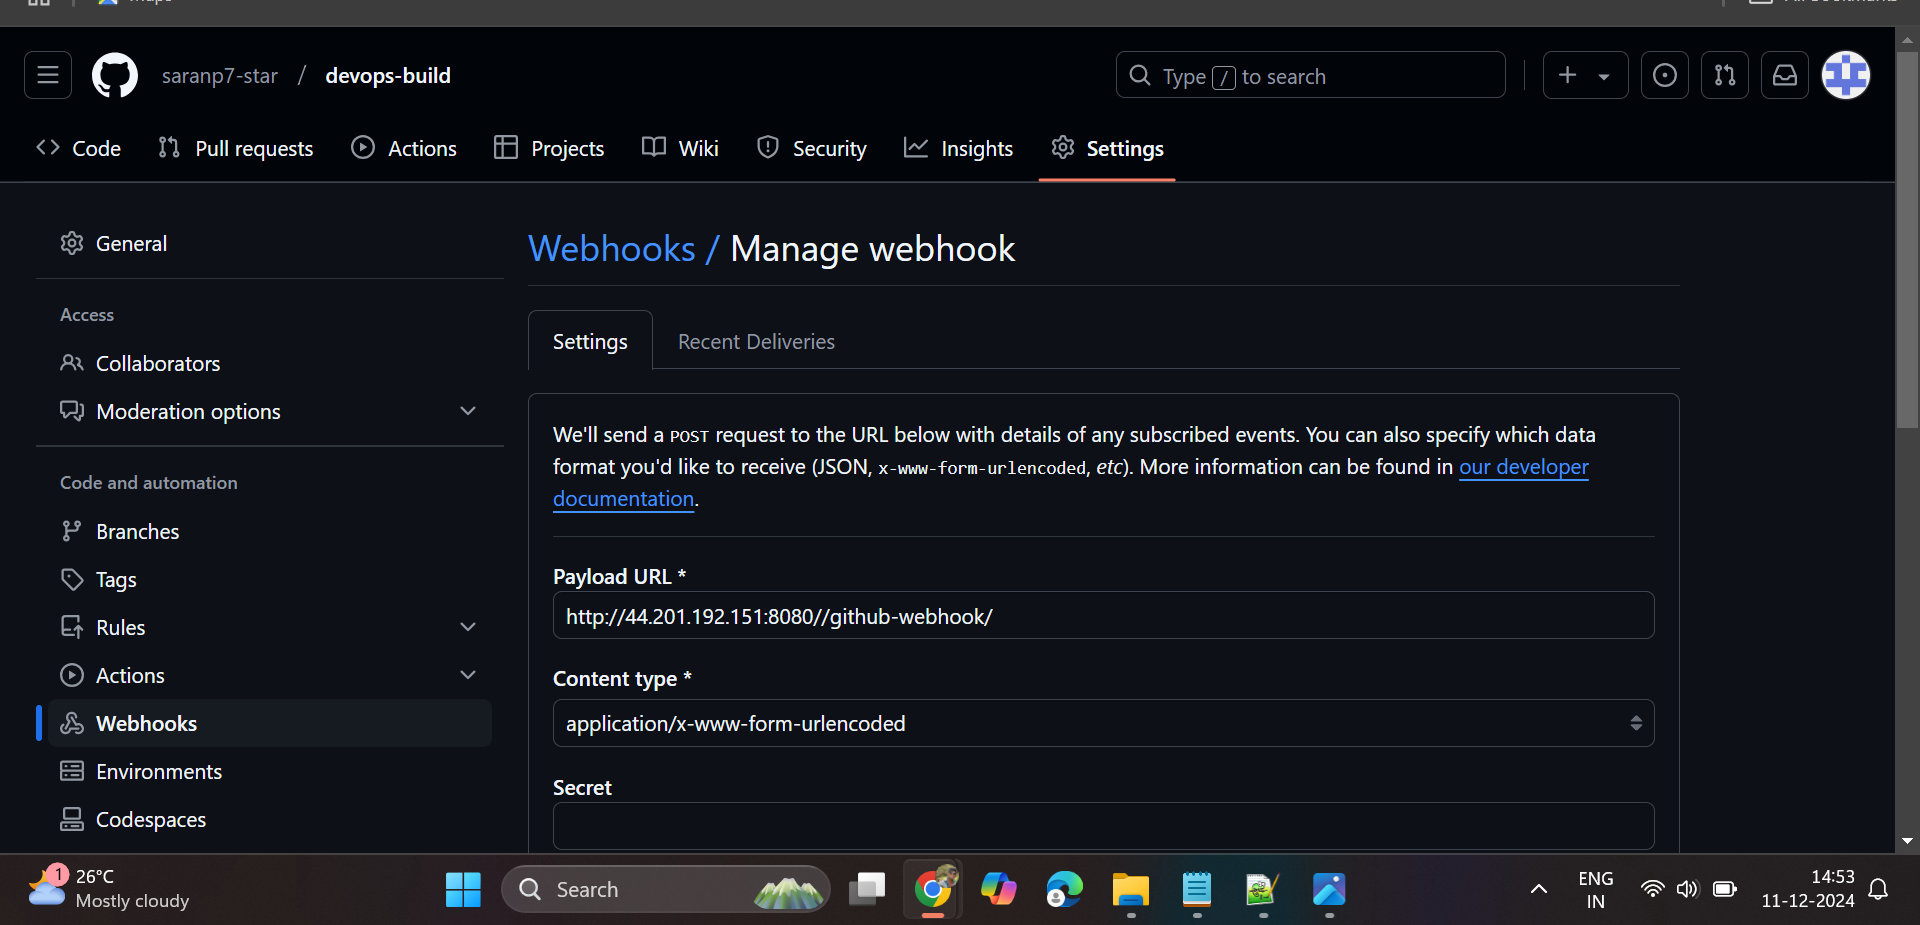 saranp7-star / devops-build
Type / to search
Code Pull requests Actions Projects Wiki Security Insights Settings
General
Access
Collaborators
Moderation options
Code and automation
Branches
Tags
Rules
Actions
Webhooks
Environments
Codespaces
Webhooks / Manage webhook
Settings Recent Deliveries
We'll send a POST request to the URL below with details of any subscribed events. You can also specify which data
format you'd like to receive (JSON, x-www-form-urlencoded, etc). More information can be found in our developer
documentation.
Payload URL *
http://44.201.192.151:8080//github-webhook/
Content type *
application/x-www-form-urlencoded
Secret
1
26°C
Mostly cloudy
Search
ENG
IN
14:53
11-12-2024